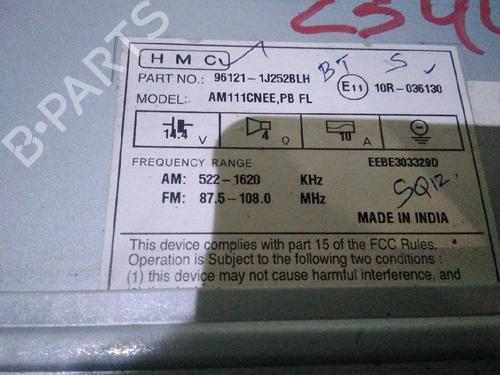 HMC
BT S
PART NO.: 96121-1J252BLH
MODEL: AM111CNEE,PB FL
E11 10R-036130
14.4 V 4 Ω 10 A
FREQUENCY RANGE EEBE303329D
AM: 522-1620 KHz
FM: 87.5-108.0 MHz
SQ12
MADE IN INDIA
This device complies with part 15 of the FCC Rules.
Operation is Subject to the following two conditions:
(1) this device may not cause harmful interference, and
B-PARTS